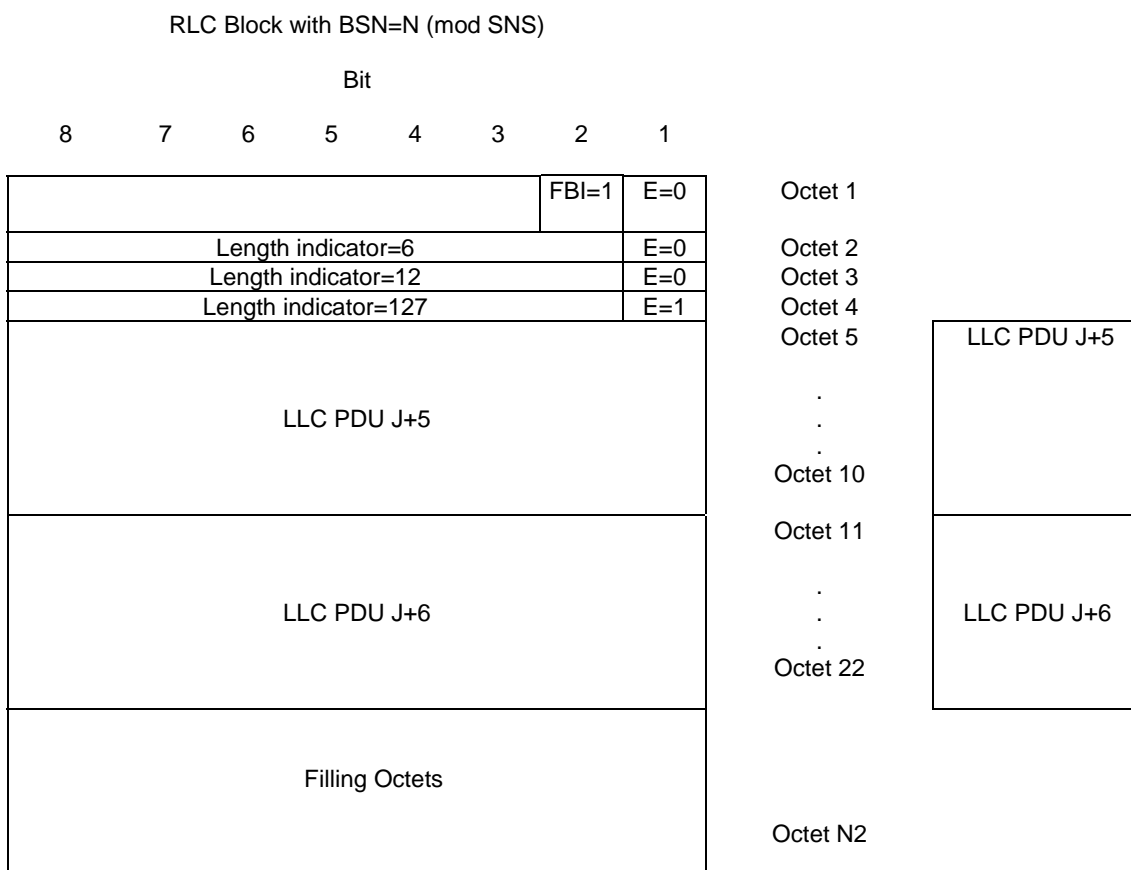 RLC Block with BSN=N (mod SNS)
Bit
8 7 6 5 4 3 2 1
FBI=1 E=0 Octet 1
Length indicator=6 E=0 Octet 2
Length indicator=12 E=0 Octet 3
Length indicator=127 E=1 Octet 4
Octet 5 LLC PDU J+5
.
LLC PDU J+5 .
.
Octet 10
Octet 11
.
LLC PDU J+6 . LLC PDU J+6
.
Octet 22
Filling Octets
Octet N2